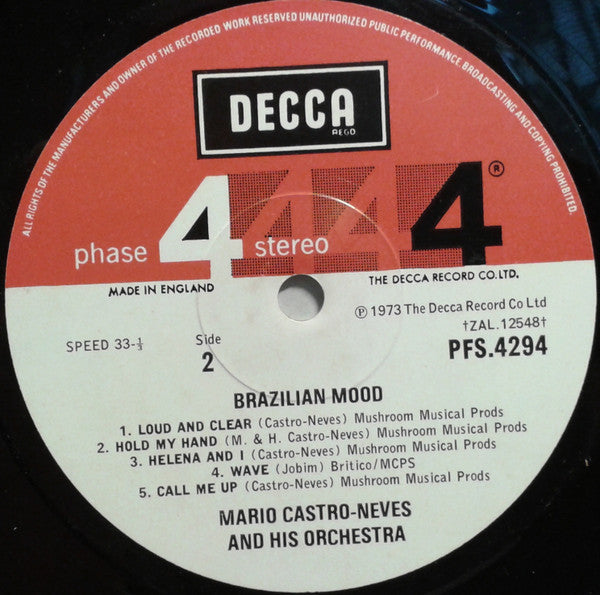 ALL RIGHTS OF THE MANUFACTURERS AND OWNER OF THE RECORDED WORK RESERVED UNAUTHORIZED PUBLIC PERFORMANCE BROADCASTING AND COPYING PROHIBITED.
DECCA
REGD
phase 4 stereo 4 ®
MADE IN ENGLAND
THE DECCA RECORD CO. LTD.
℗ 1973 The Decca Record Co Ltd
†ZAL.12548†
SPEED 33-⅓
Side
2
PFS.4294
BRAZILIAN MOOD
1. LOUD AND CLEAR (Castro-Neves) Mushroom Musical Prods
2. HOLD MY HAND (M. & H. Castro-Neves) Mushroom Musical Prods
3. HELENA AND I (Castro-Neves) Mushroom Musical Prods
4. WAVE (Jobim) Britico/MCPS
5. CALL ME UP (Castro-Neves) Mushroom Musical Prods
MARIO CASTRO-NEVES
AND HIS ORCHESTRA